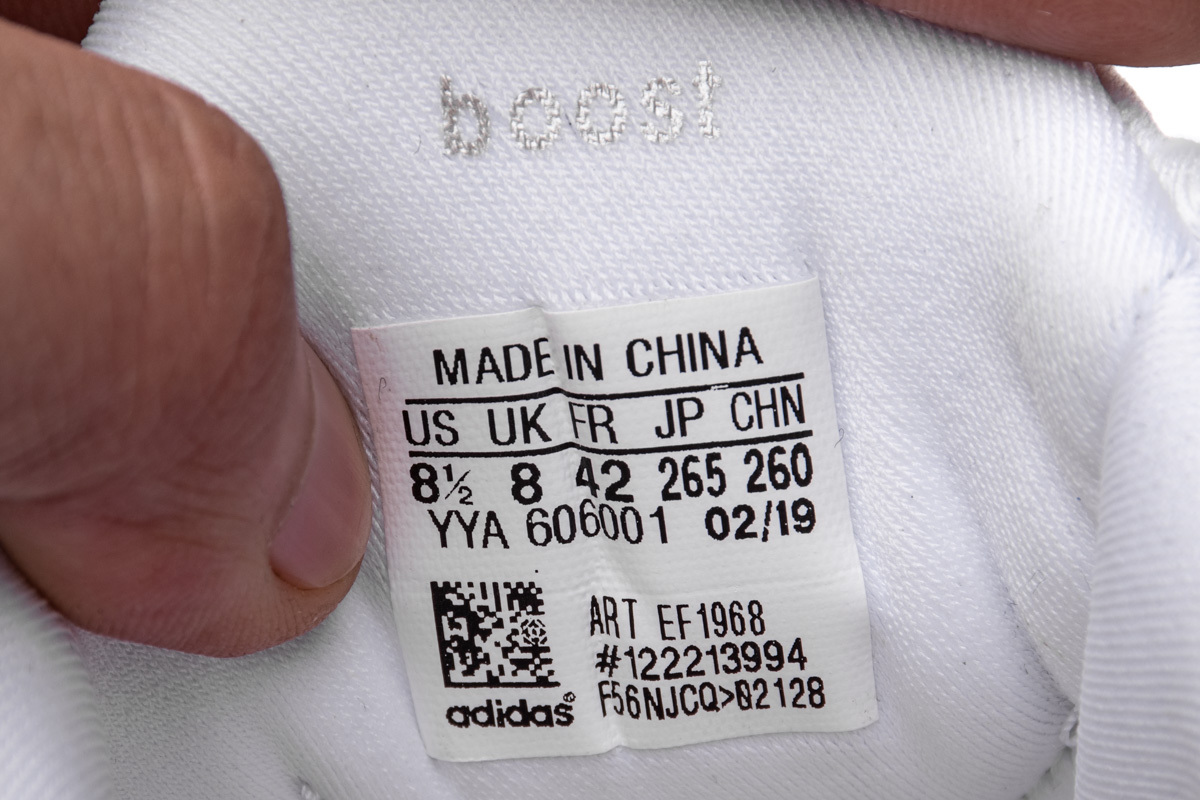 boost
MADE IN CHINA
US UK FR JP CHN
8½ 8 42 265 260
YYA 606001 02/19
ART EF1968
#122213994
F56NJCQ>02128
adidas®